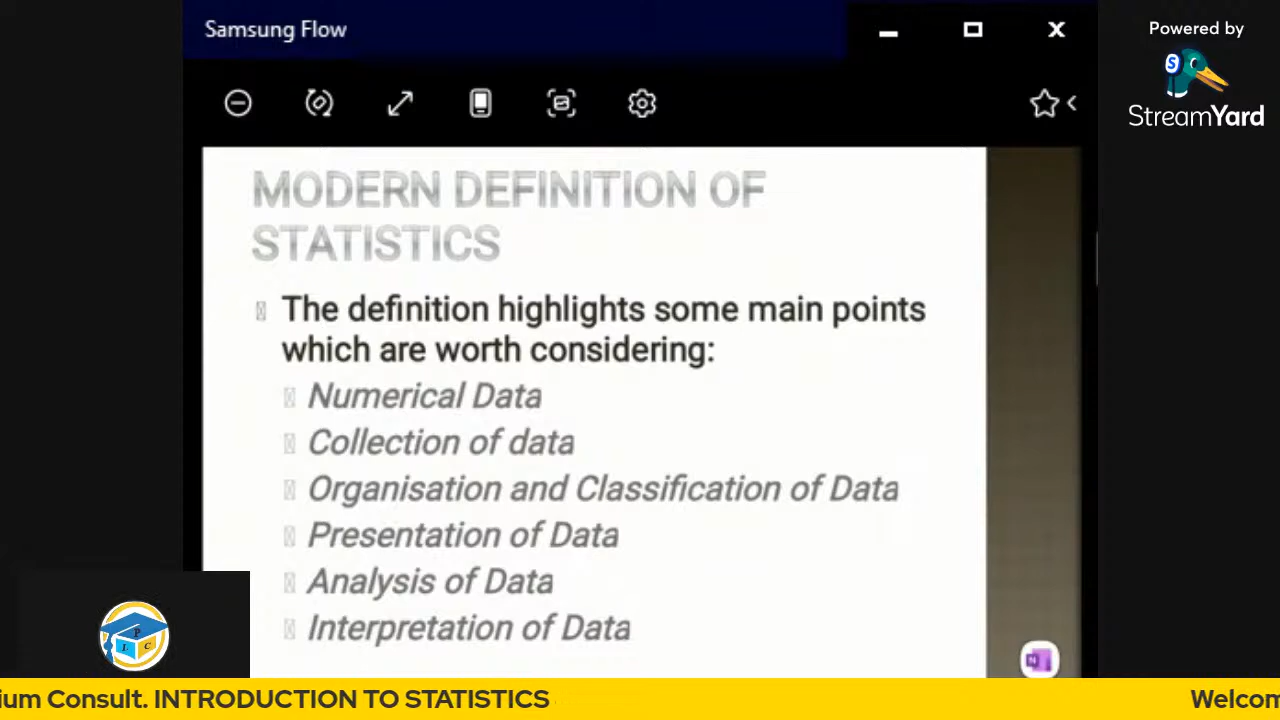 Samsung Flow
Powered by
StreamYard
MODERN DEFINITION OF
STATISTICS
The definition highlights some main points
which are worth considering:
Numerical Data
Collection of data
Organisation and Classification of Data
Presentation of Data
Analysis of Data
Interpretation of Data
P
L C
N
ium Consult. INTRODUCTION TO STATISTICS
Welcom